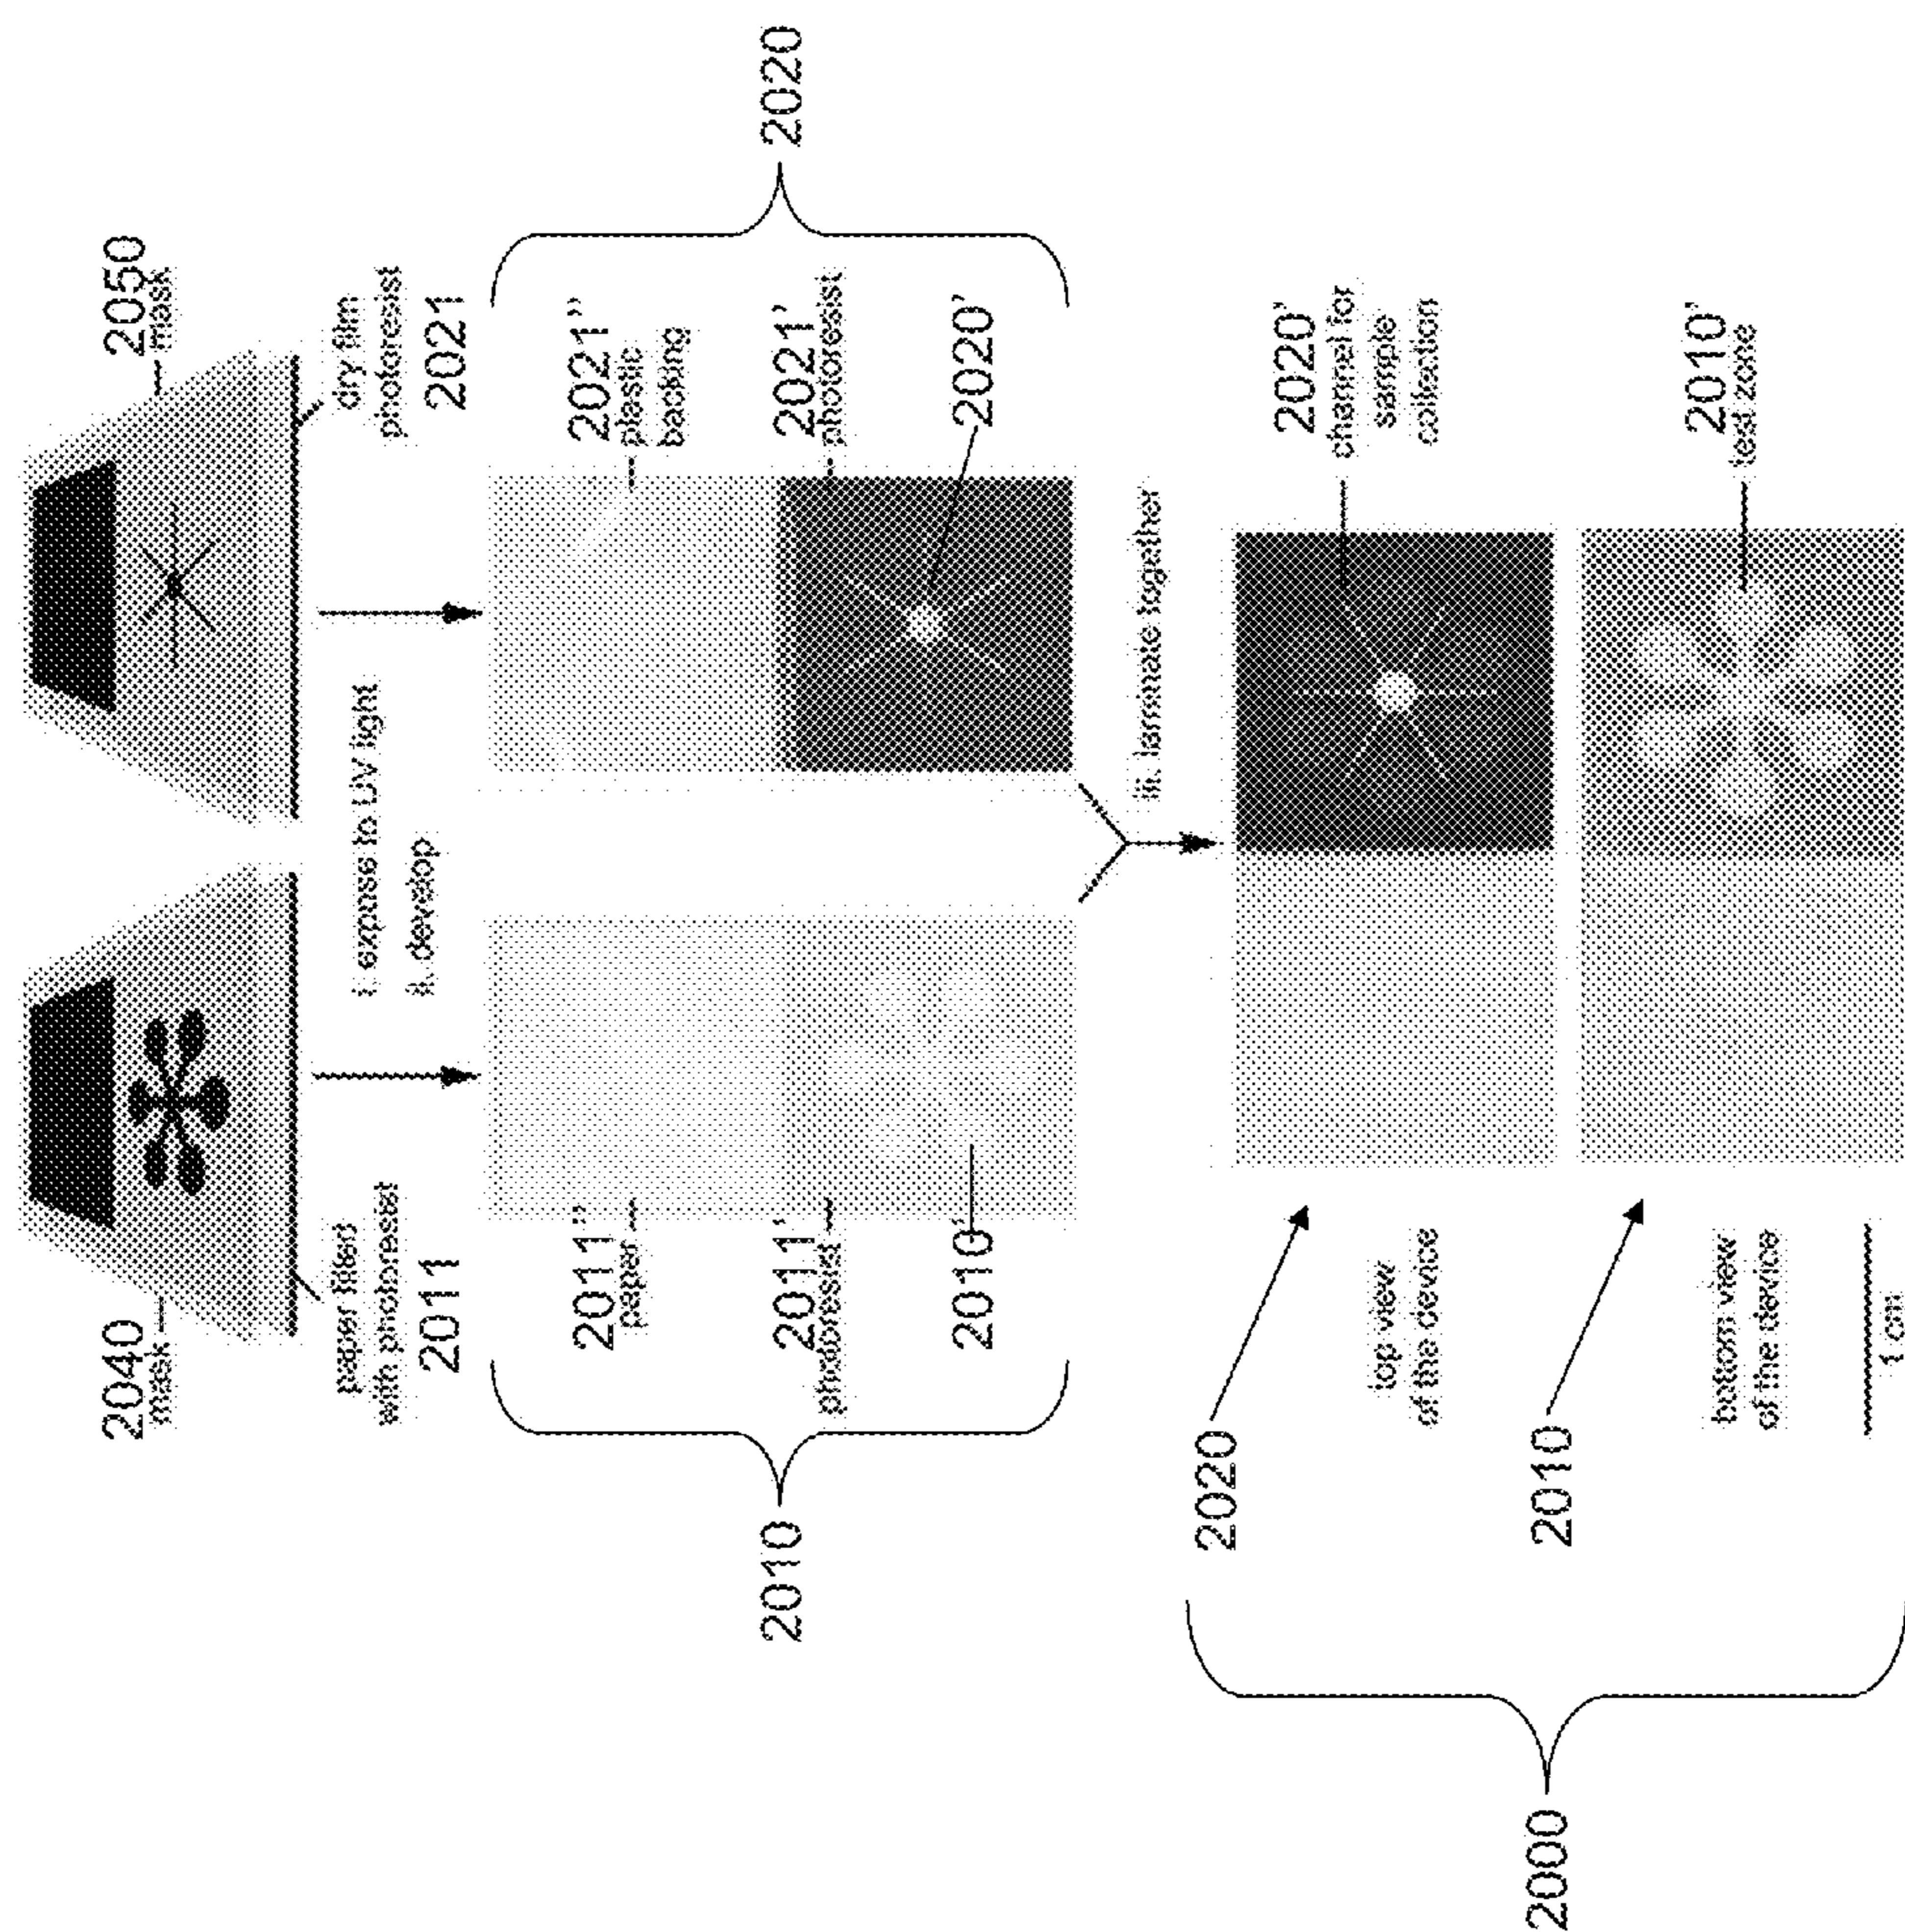 2040
mask
2050
mask
paper filled
with photoresist
2011
dry film
photoresist
2021
i. expose to UV light
ii. develop
2010
2011"
paper
2011'
photoresist
2010'
2021"
plastic
backing
2021'
photoresist
2020'
2020
iii. laminate together
2000
2020
top view
of the device
2020'
channel for
sample
collection
2010
bottom view
of the device
2010'
test zone
1 cm